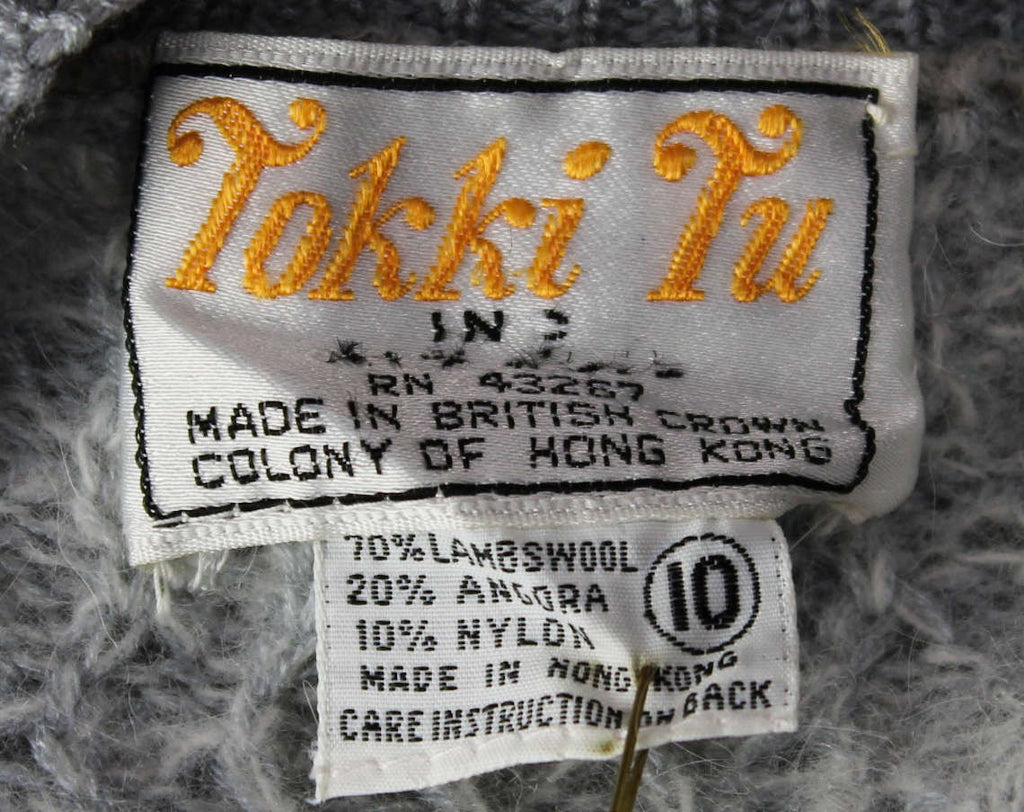 Tokki Tu
RN 43267
MADE IN BRITISH CROWN
COLONY OF HONG KONG
70% LAMBSWOOL
20% ANGORA
10% NYLON
10
MADE IN HONG KONG
CARE INSTRUCTION ON BACK